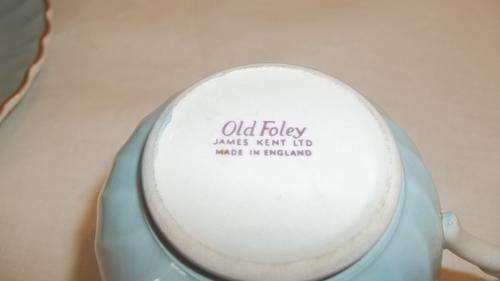 Old Foley
JAMES KENT LTD
MADE IN ENGLAND